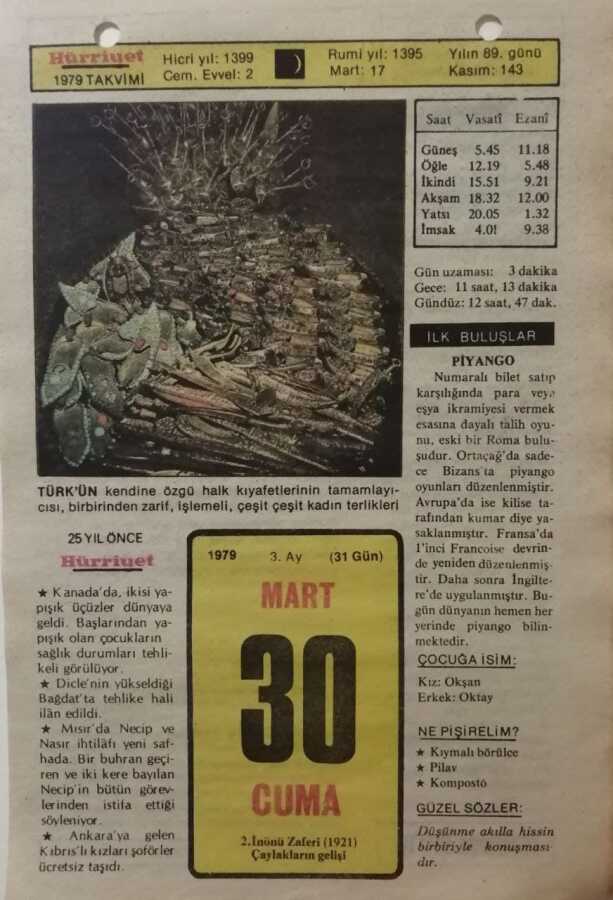 Hürriyet
1979 TAKVİMİ
Hicri yıl: 1399
Cem. Evvel: 2
Rumi yıl: 1395
Mart: 17
Yılın 89. günü
Kasım: 143
Saat Vasatî Ezanî
Güneş 5.45 11.18
Öğle 12.19 5.48
İkindi 15.51 9.21
Akşam 18.32 12.00
Yatsı 20.05 1.32
İmsak 4.01 9.38
Gün uzaması: 3 dakika
Gece: 11 saat, 13 dakika
Gündüz: 12 saat, 47 dak.
TÜRK'ÜN kendine özgü halk kıyafetlerinin tamamlayı-
cısı, birbirinden zarif, işlemeli, çeşit çeşit kadın terlikleri
25 YIL ÖNCE
Hürriyet
★ Kanada'da, ikisi ya-
pışık üçüzler dünyaya
geldi. Başlarından ya-
pışık olan çocukların
sağlık durumları tehli-
keli görülüyor.
★ Dicle'nin yükseldiği
Bağdat'ta tehlike hali
ilân edildi.
★ Mısır'da Necip ve
Nasır ihtilâfı yeni saf-
hada. Bir buhran geçi-
ren ve iki kere bayılan
Necip'in bütün görev-
lerinden istifa ettiği
söyleniyor.
★ Ankara'ya gelen
Kıbrıs'lı kızları şoförler
ücretsiz taşıdı.
1979 3. Ay (31 Gün)
MART
30
CUMA
2.İnönü Zaferi (1921)
Çaylakların gelişi
İLK BULUŞLAR
PİYANGO
Numaralı bilet satıp
karşılığında para veya
eşya ikramiyesi vermek
esasına dayalı talih oyu-
nu, eski bir Roma bulu-
şudur. Ortaçağ'da sade-
ce Bizans'ta piyango
oyunları düzenlenmiştir.
Avrupa'da ise kilise ta-
rafından kumar diye ya-
saklanmıştır. Fransa'da
1'inci Francoise devrin-
de yeniden düzenlenmiş-
tir. Daha sonra İngilte-
re'de uygulanmıştır. Bu-
gün dünyanın hemen her
yerinde piyango bilin-
mektedir.
ÇOCUĞA İSİM:
Kız: Okşan
Erkek: Oktay
NE PİŞİRELİM?
★ Kıymalı börülce
★ Pilav
★ Komposto
GÜZEL SÖZLER:
Düşünme akılla hissin
birbiriyle konuşması-
dır.